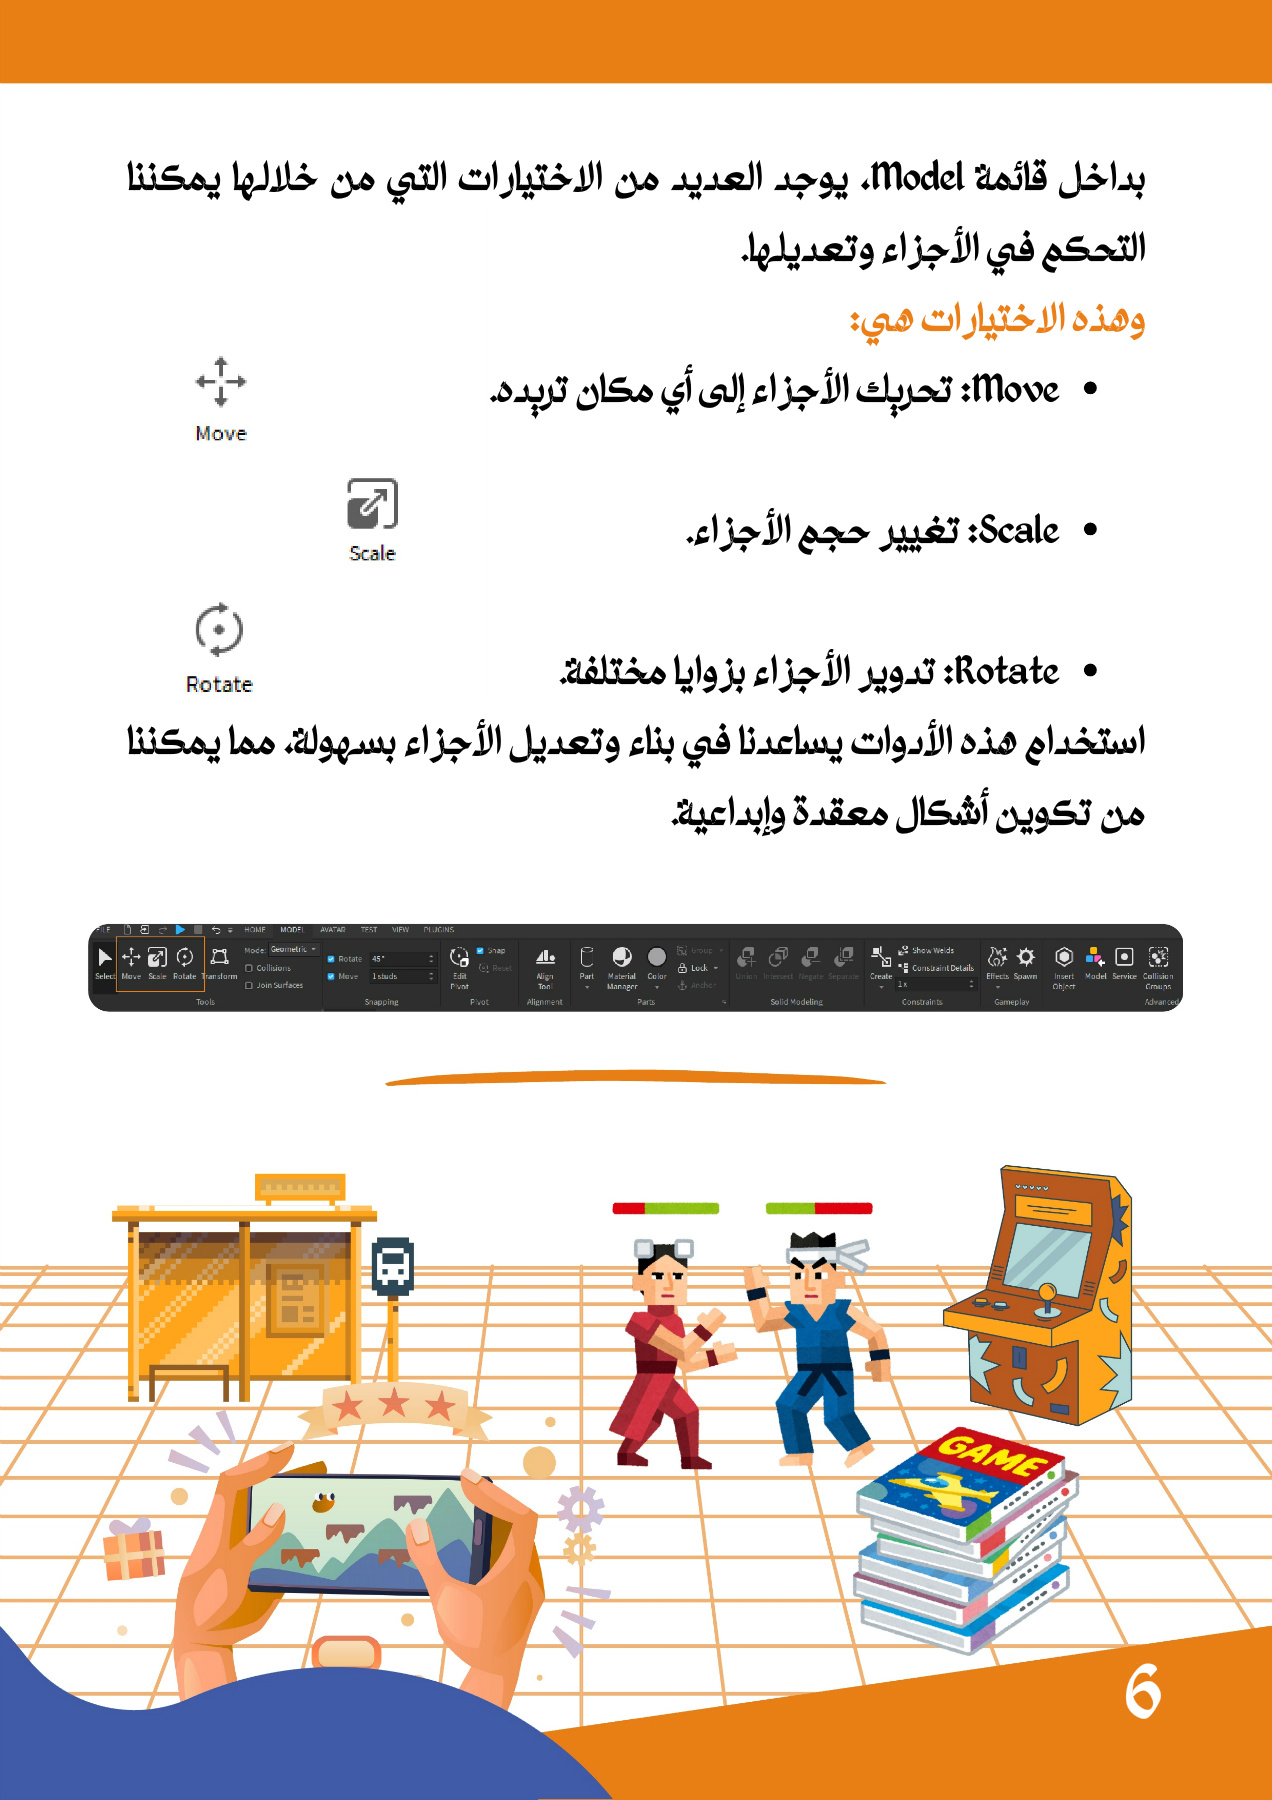 بداخل قائمة Model، يوجد العديد من الاختيارات التي من خلالها يمكننا
التحكم في الأجزاء وتعديلها.
وهذه الاختيارات هي:
• Move: تحريك الأجزاء إلى أي مكان تريده.
Move
• Scale: تغيير حجم الأجزاء.
Scale
• Rotate: تدوير الأجزاء بزوايا مختلفة.
Rotate
استخدام هذه الأدوات يساعدنا في بناء وتعديل الأجزاء بسهولة، مما يمكننا
من تكوين أشكال معقدة وإبداعية.
FILE HOME MODEL AVATAR TEST VIEW PLUGINS
Select Move Scale Rotate Transform
Mode: Geometric
Collisions
Join Surfaces
Tools
Rotate 45°
Move 1 studs
Snapping
Edit Pivot
Snap
Reset
Pivot
Align Tool
Alignment
Part
Material Manager
Color
Group
Lock
Anchor
Parts
Union Intersect Negate Separate
Solid Modeling
Create
Show Welds
Constraint Details
1x
Constraints
Effects Spawn
Gameplay
Insert Object
Model Service
Collision Groups
Advanced
GAME
6